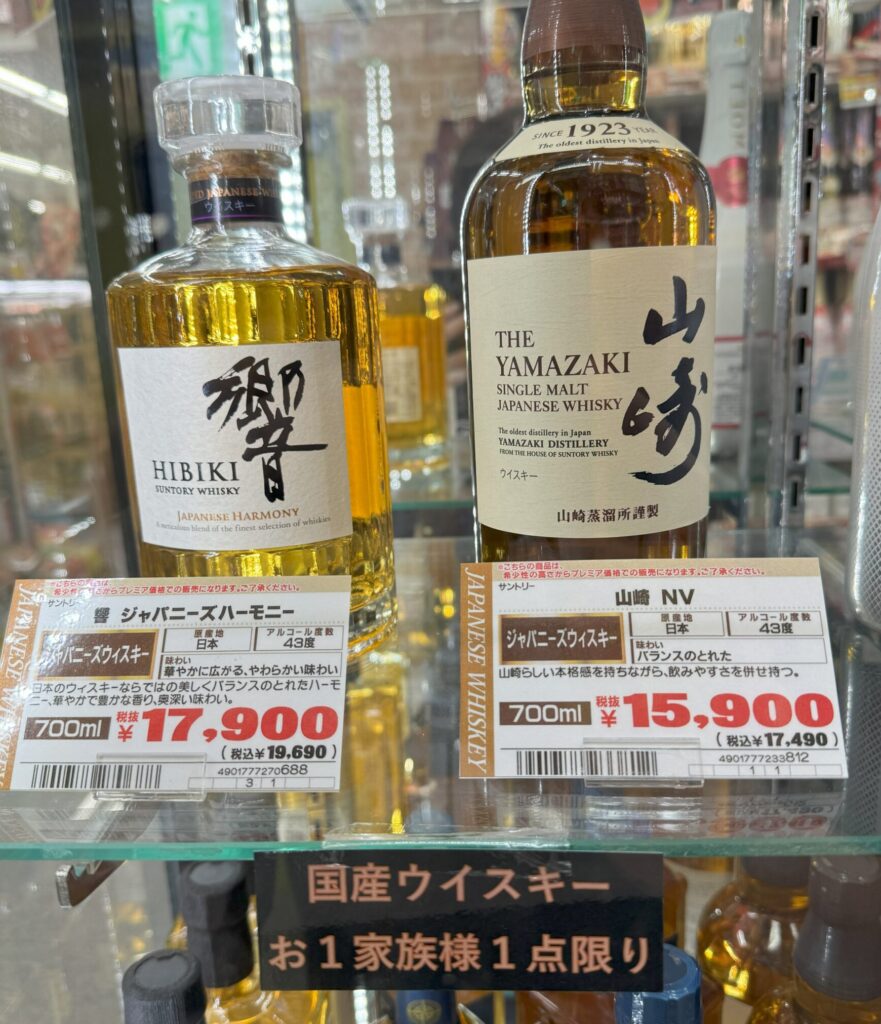 ウイスキー
響
HIBIKI
SUNTORY WHISKY
JAPANESE HARMONY
A meticulous blend of the finest selection of whiskies
SINCE 1923 YEAR
The oldest distillery in Japan
山崎
THE
YAMAZAKI
SINGLE MALT
JAPANESE WHISKY
The oldest distillery in Japan
YAMAZAKI DISTILLERY
FROM THE HOUSE OF SUNTORY WHISKY
ウイスキー
山崎蒸溜所謹製
※こちらの商品は、
希少性の高さからプレミア価格での販売になります。ご了承ください。
サントリー
響 ジャパニーズハーモニー
ジャパニーズウィスキー
原産地
日本
アルコール度数
43度
味わい
華やかに広がる、やわらかい味わい
日本のウィスキーならではの美しくバランスのとれたハーモ
ニー、華やかで豊かな香り、奥深い味わい。
700ml
税抜
¥17,900
(税込¥19,690)
4901777270688
3 1
JAPANESE WHISKEY
※こちらの商品は、
希少性の高さからプレミア価格での販売になります。ご了承ください。
サントリー
山崎 NV
ジャパニーズウィスキー
原産地
日本
アルコール度数
43度
味わい
バランスのとれた
山崎らしい本格感を持ちながら、飲みやすさを併せ持つ。
700ml
税抜
¥15,900
(税込¥17,490)
4901777233812
1 1
国産ウイスキー
お1家族様1点限り